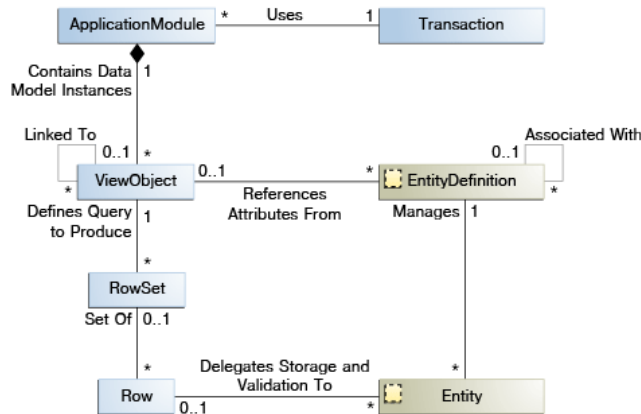 ApplicationModule
*
Uses
1
Transaction
Contains Data
Model Instances
1
Linked To
0..1
*
Associated With
0..1
*
ViewObject
0..1
*
EntityDefinition
*
References
Attributes From
Defines Query
to Produce
1
Manages
1
*
RowSet
Set Of
0..1
*
Delegates Storage and
Validation To
*
Row
0..1
*
Entity